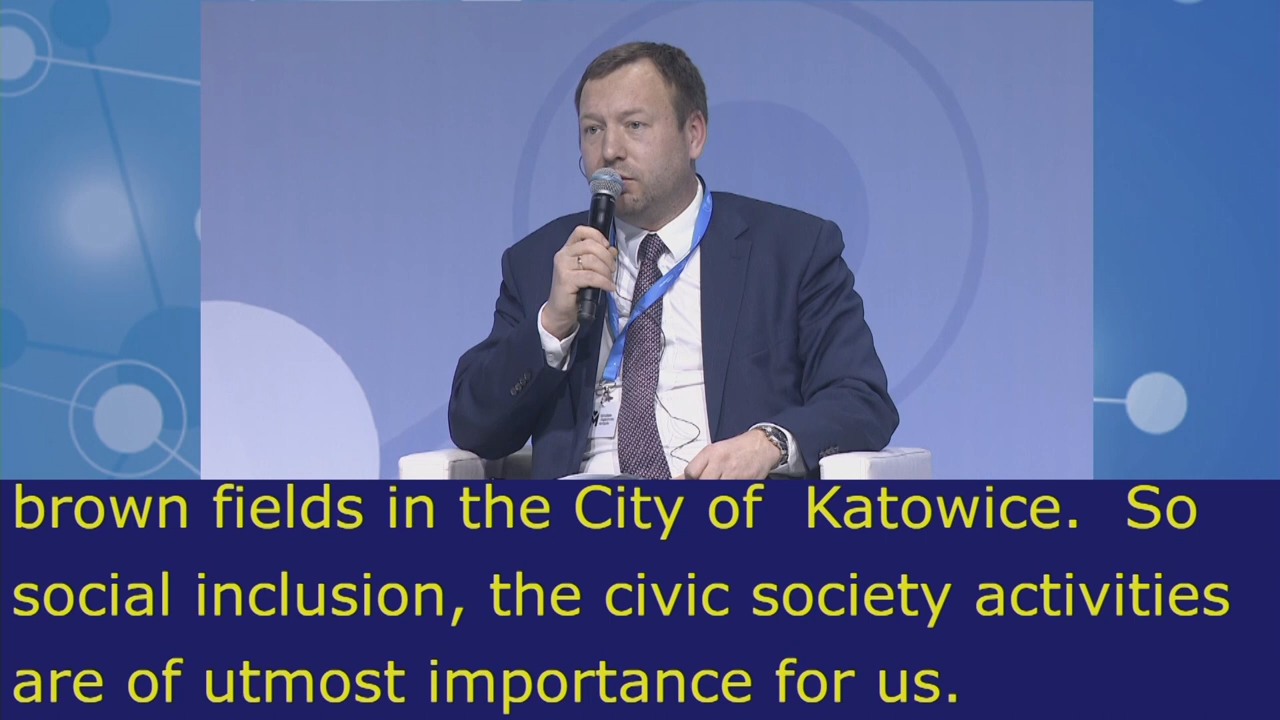 brown fields in the City of  Katowice.  So
social inclusion, the civic society activities
are of utmost importance for us.